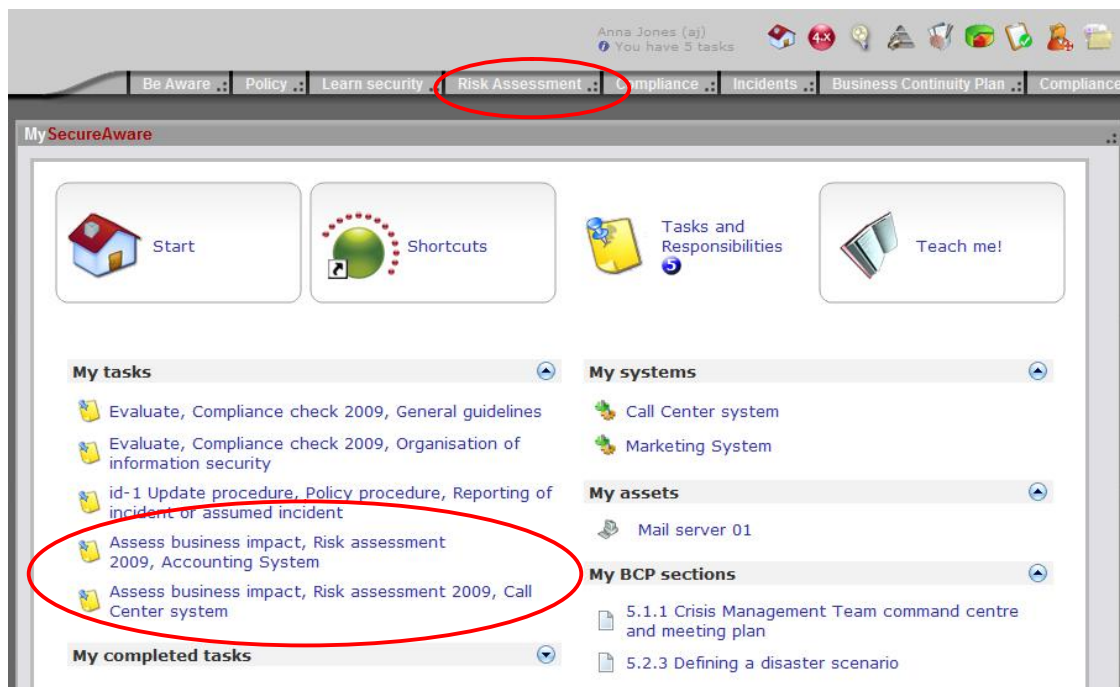 Anna Jones (aj)
You have 5 tasks
4.x
Be Aware .: Policy .: Learn security .: Risk Assessment .: Compliance .: Incidents .: Business Continuity Plan .: Compliance
MySecureAware .:
Start
Shortcuts
Tasks and
Responsibilities
5
Teach me!
My tasks
Evaluate, Compliance check 2009, General guidelines
Evaluate, Compliance check 2009, Organisation of
information security
id-1 Update procedure, Policy procedure, Reporting of
incident or assumed incident
Assess business impact, Risk assessment
2009, Accounting System
Assess business impact, Risk assessment 2009, Call
Center system
My completed tasks
My systems
Call Center system
Marketing System
My assets
Mail server 01
My BCP sections
5.1.1 Crisis Management Team command centre
and meeting plan
5.2.3 Defining a disaster scenario